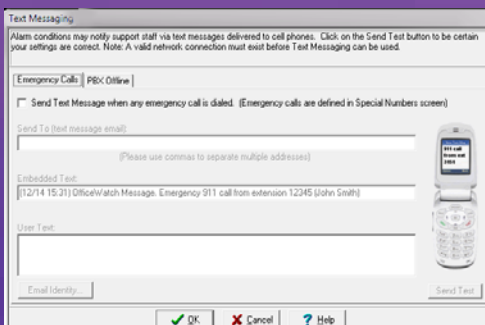 Text Messaging
Alarm conditions may notify support staff via text messages delivered to cell phones. Click on the Send Test button to be certain
your settings are correct. Note: A valid network connection must exist before Text Messaging can be used.
Emergency Calls PBX Offline
Send Text Message when any emergency call is dialed. (Emergency calls are defined in Special Numbers screen)
Send To (text message email):
(Please use commas to separate multiple addresses)
Embedded Text:
(12/14 15:31) OfficeWatch Message. Emergency 911 call from extension 12345 (John Smith)
911 call
from ext
User Text:
Email Identity...
Send Test
OK Cancel Help